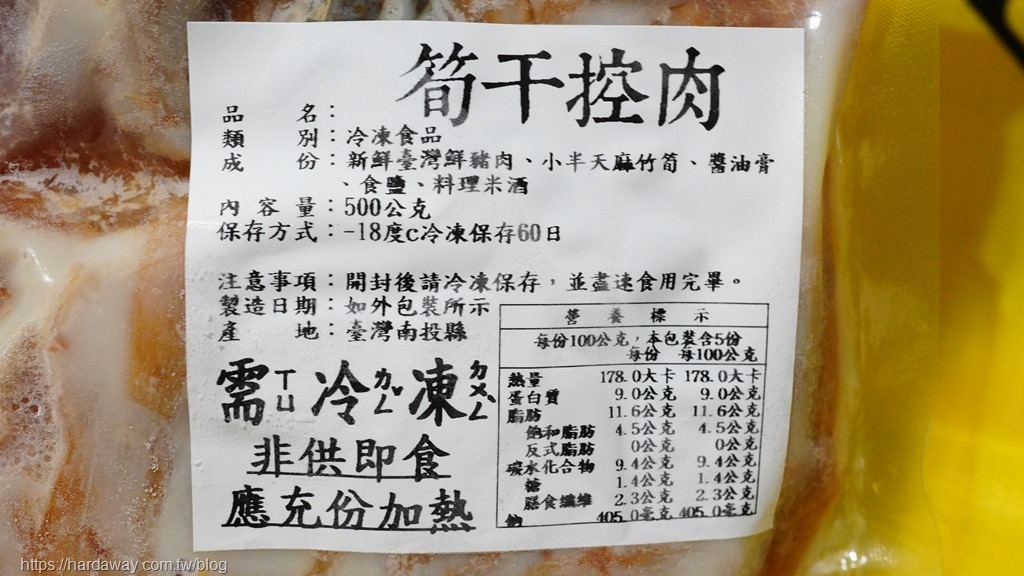 筍干控肉
品名：
類別：冷凍食品
成份：新鮮臺灣鮮豬肉、小半天麻竹筍、醬油膏
、食鹽、料理米酒
內容量：500公克
保存方式：-18度c冷凍保存60日
注意事項：開封後請冷凍保存，並盡速食用完畢。
製造日期：如外包裝所示
產地：臺灣南投縣
需ㄒㄩ冷ㄌㄥˇ凍ㄉㄨㄥˋ
非供即食
應充份加熱
營養標示
每份100公克，本包裝含5份
每份 每100公克
熱量 178.0大卡 178.0大卡
蛋白質 9.0公克 9.0公克
脂肪 11.6公克 11.6公克
飽和脂肪 4.5公克 4.5公克
反式脂肪 0公克 0公克
碳水化合物 9.4公克 9.4公克
糖 1.4公克 1.4公克
膳食纖維 2.3公克 2.3公克
鈉 405.0毫克 405.0毫克
https://hardaway.com.tw/blog